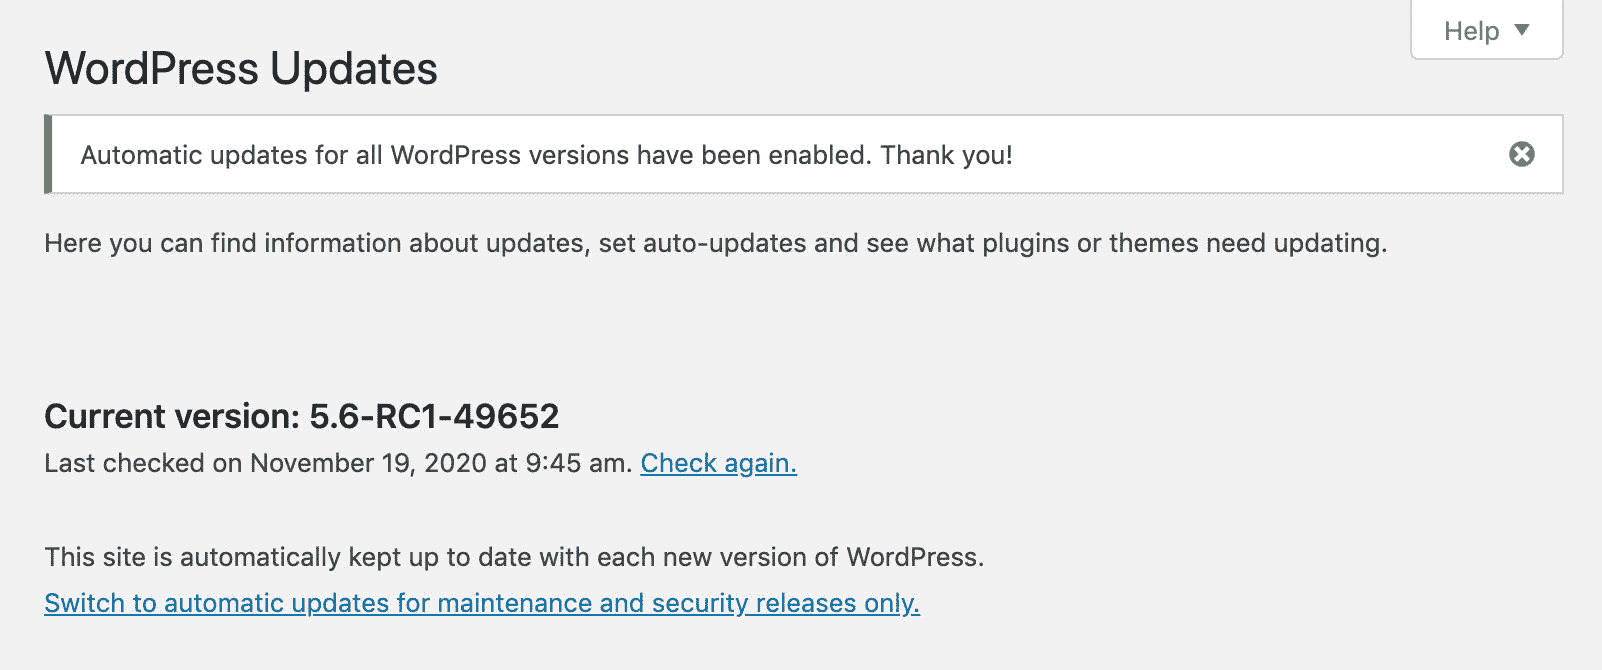 Help
WordPress Updates
Automatic updates for all WordPress versions have been enabled. Thank you!
Here you can find information about updates, set auto-updates and see what plugins or themes need updating.
Current version: 5.6-RC1-49652
Last checked on November 19, 2020 at 9:45 am. Check again.
This site is automatically kept up to date with each new version of WordPress.
Switch to automatic updates for maintenance and security releases only.